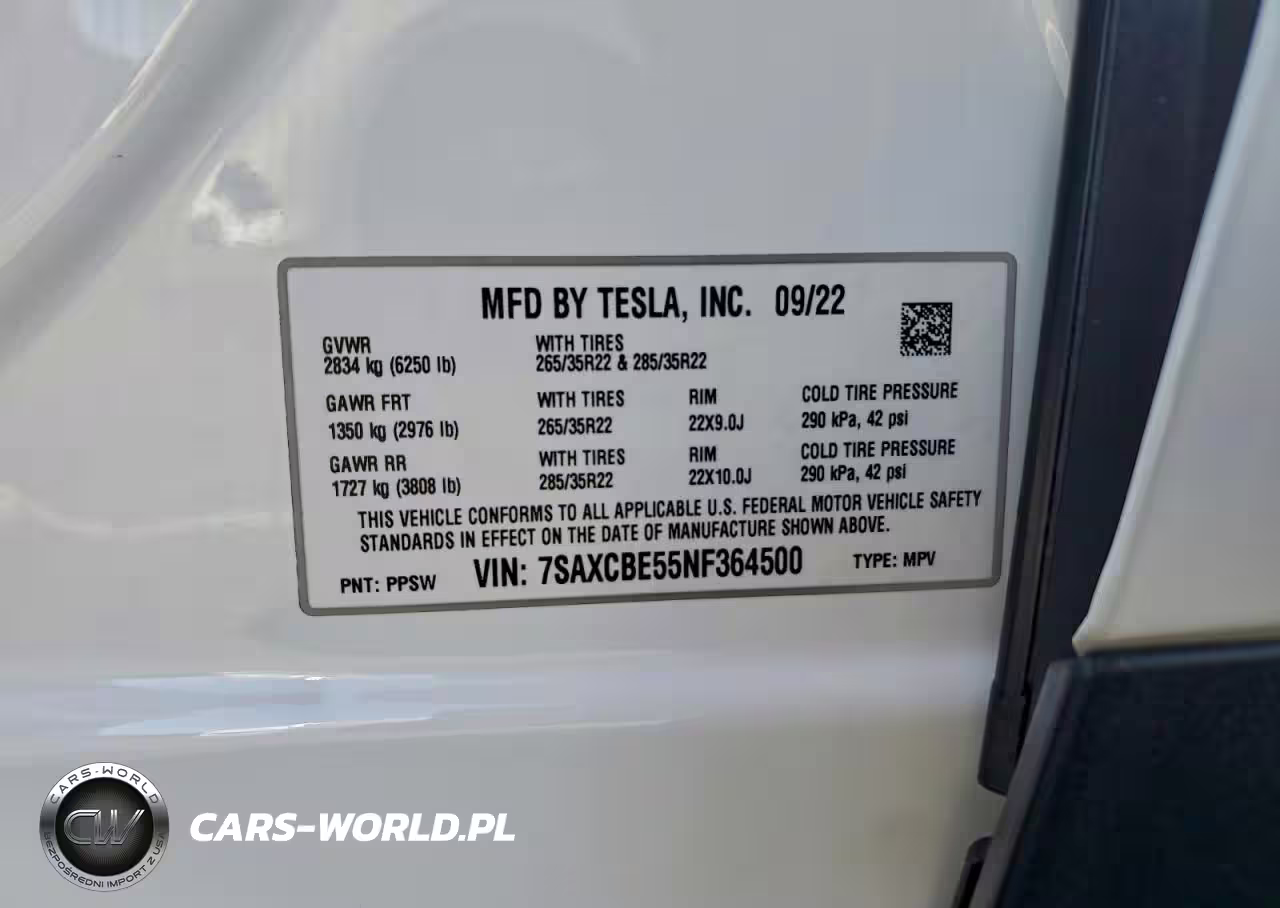 MFD BY TESLA, INC. 09/22
GVWR WITH TIRES
2834 kg (6250 lb) 265/35R22 & 285/35R22
GAWR FRT WITH TIRES RIM COLD TIRE PRESSURE
1350 kg (2976 lb) 265/35R22 22X9.0J 290 kPa, 42 psi
GAWR RR WITH TIRES RIM COLD TIRE PRESSURE
1727 kg (3808 lb) 285/35R22 22X10.0J 290 kPa, 42 psi
THIS VEHICLE CONFORMS TO ALL APPLICABLE U.S. FEDERAL MOTOR VEHICLE SAFETY
STANDARDS IN EFFECT ON THE DATE OF MANUFACTURE SHOWN ABOVE.
PNT: PPSW VIN: 7SAXCBE55NF364500 TYPE: MPV
CARS-WORLD
CW
BEZPOŚREDNI IMPORT Z USA
CARS-WORLD.PL